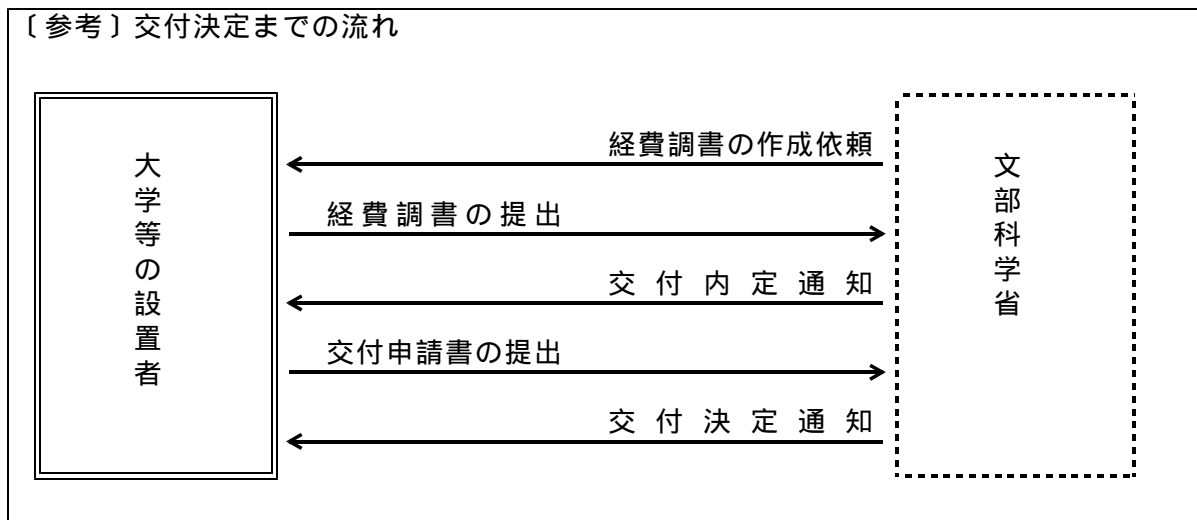 〔参考〕交付決定までの流れ
大学等の設置者
経費調書の作成依頼
経費調書の提出
交付内定通知
交付申請書の提出
交付決定通知
文部科学省